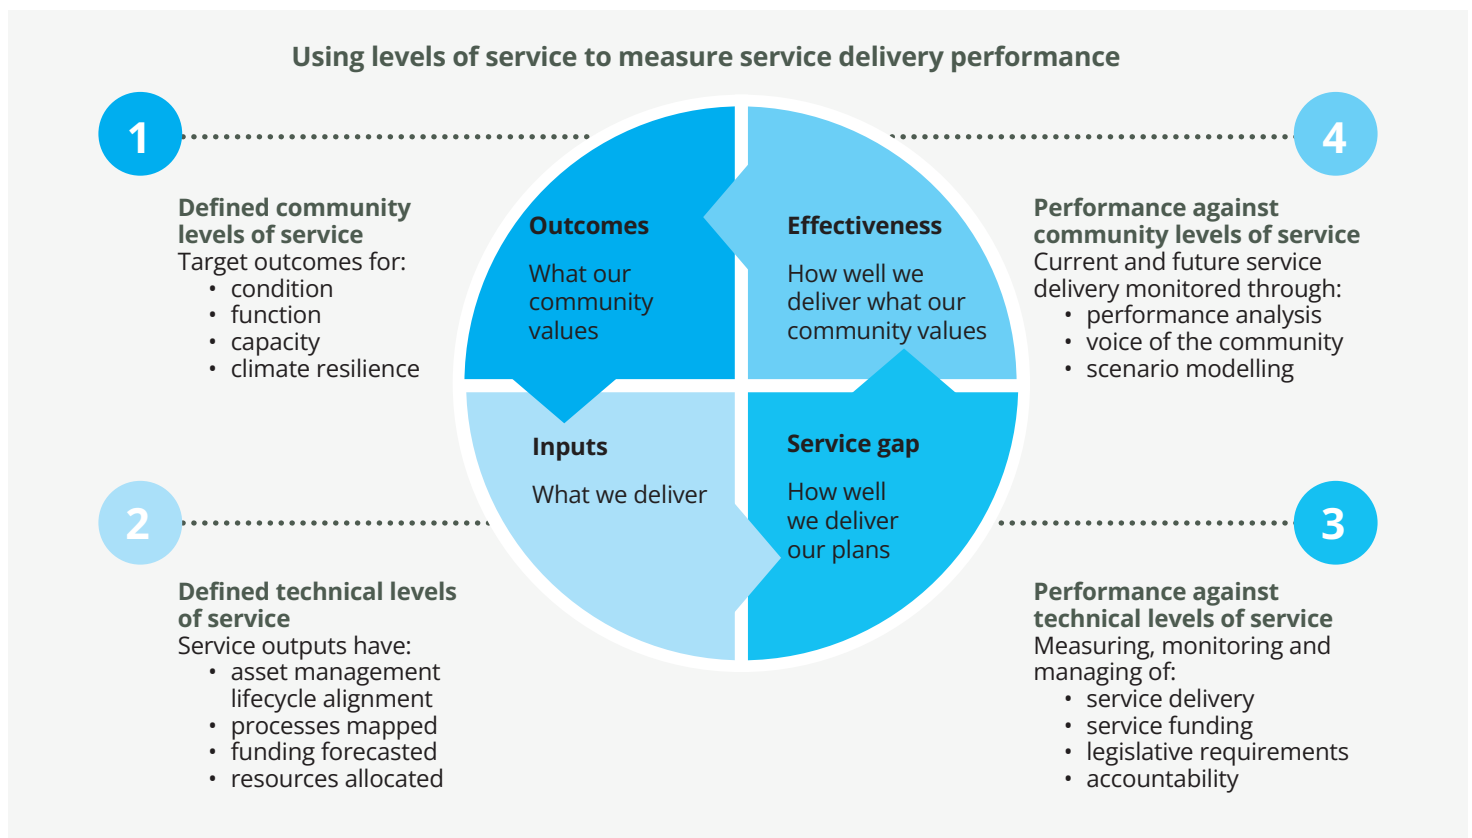 Using levels of service to measure service delivery performance
1
Defined community
levels of service
Target outcomes for:
• condition
• function
• capacity
• climate resilience
2
Defined technical levels
of service
Service outputs have:
• asset management
lifecycle alignment
• processes mapped
• funding forecasted
• resources allocated
Outcomes
What our
community
values
Effectiveness
How well we
deliver what our
community values
Inputs
What we deliver
Service gap
How well
we deliver
our plans
4
Performance against
community levels of service
Current and future service
delivery monitored through:
• performance analysis
• voice of the community
• scenario modelling
3
Performance against
technical levels of service
Measuring, monitoring and
managing of:
• service delivery
• service funding
• legislative requirements
• accountability